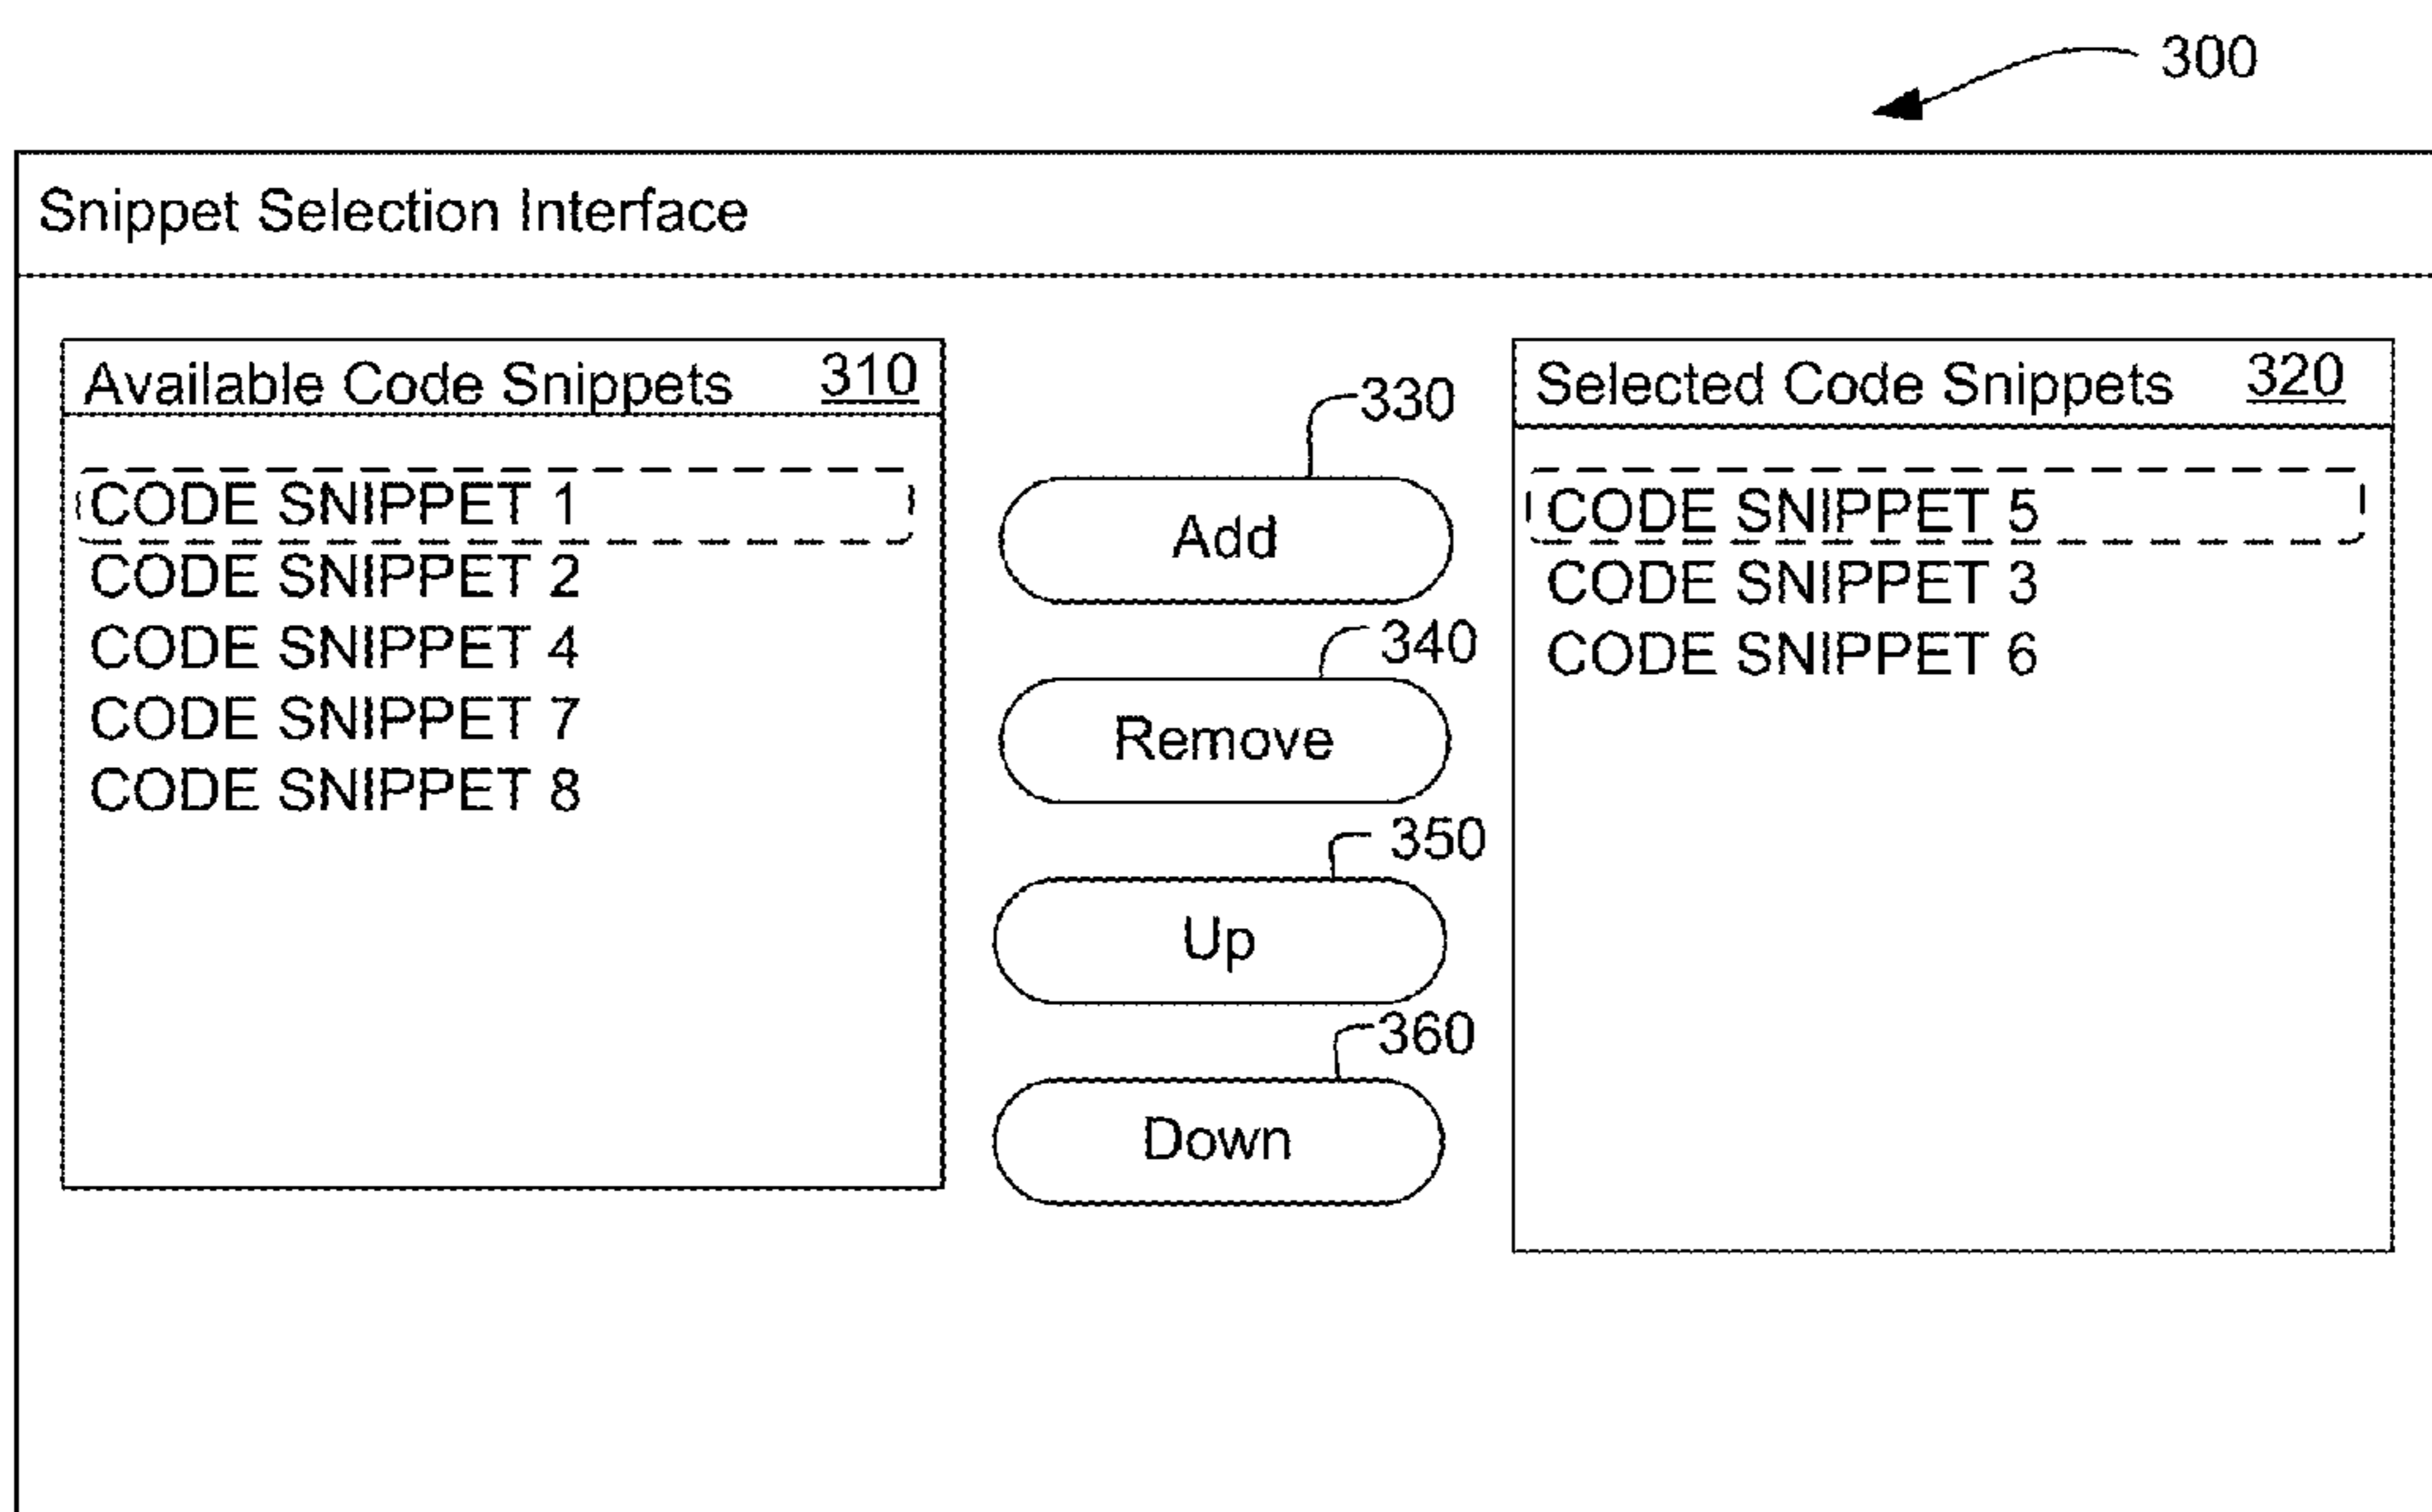 300
Snippet Selection Interface
Available Code Snippets 310
CODE SNIPPET 1
CODE SNIPPET 2
CODE SNIPPET 4
CODE SNIPPET 7
CODE SNIPPET 8
330
Add
340
Remove
350
Up
360
Down
Selected Code Snippets 320
CODE SNIPPET 5
CODE SNIPPET 3
CODE SNIPPET 6